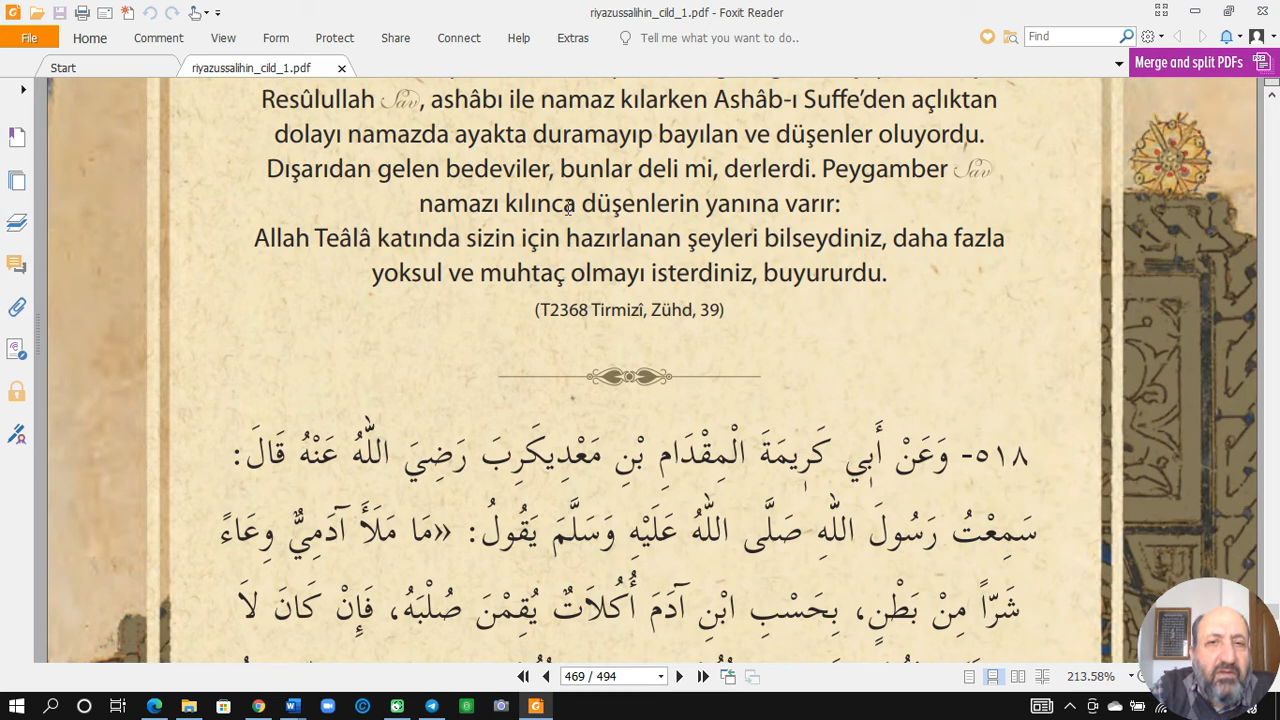 riyazussalihin_cild_1.pdf - Foxit Reader
File Home Comment View Form Protect Share Connect Help Extras Tell me what you want to do.. Find
Start riyazussalihin_cild_1.pdf Merge and split PDFs
Resûlullah Sav, ashâbı ile namaz kılarken Ashâb-ı Suffe’den açlıktan
dolayı namazda ayakta duramayıp bayılan ve düşenler oluyordu.
Dışarıdan gelen bedeviler, bunlar deli mi, derlerdi. Peygamber Sav
namazı kılınca düşenlerin yanına varır:
Allah Teâlâ katında sizin için hazırlanan şeyleri bilseydiniz, daha fazla
yoksul ve muhtaç olmayı isterdiniz, buyururdu.
(T2368 Tirmizî, Zühd, 39)
٥١٨- وَعَنْ أَبِي كَرِيمَةَ الْمِقْدَامِ بْنِ مَعْدِيكَرِبَ رَضِيَ اللّٰهُ عَنْهُ قَالَ:
سَمِعْتُ رَسُولَ اللّٰهِ صَلَّى اللّٰهُ عَلَيْهِ وَسَلَّمَ يَقُولُ: «مَا مَلَأَ آدَمِيٌّ وِعَاءً
شَرًّا مِنْ بَطْنٍ، بِحَسْبِ ابْنِ آدَمَ أُكُلَاتٌ يُقِمْنَ صُلْبَهُ، فَإِنْ كَانَ لاَ
469 / 494 213.58%